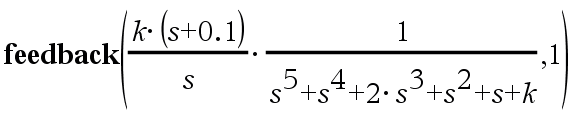 feedback(k·(s+0.1)/s · 1/(s^5+s^4+2·s^3+s^2+s+k),1)